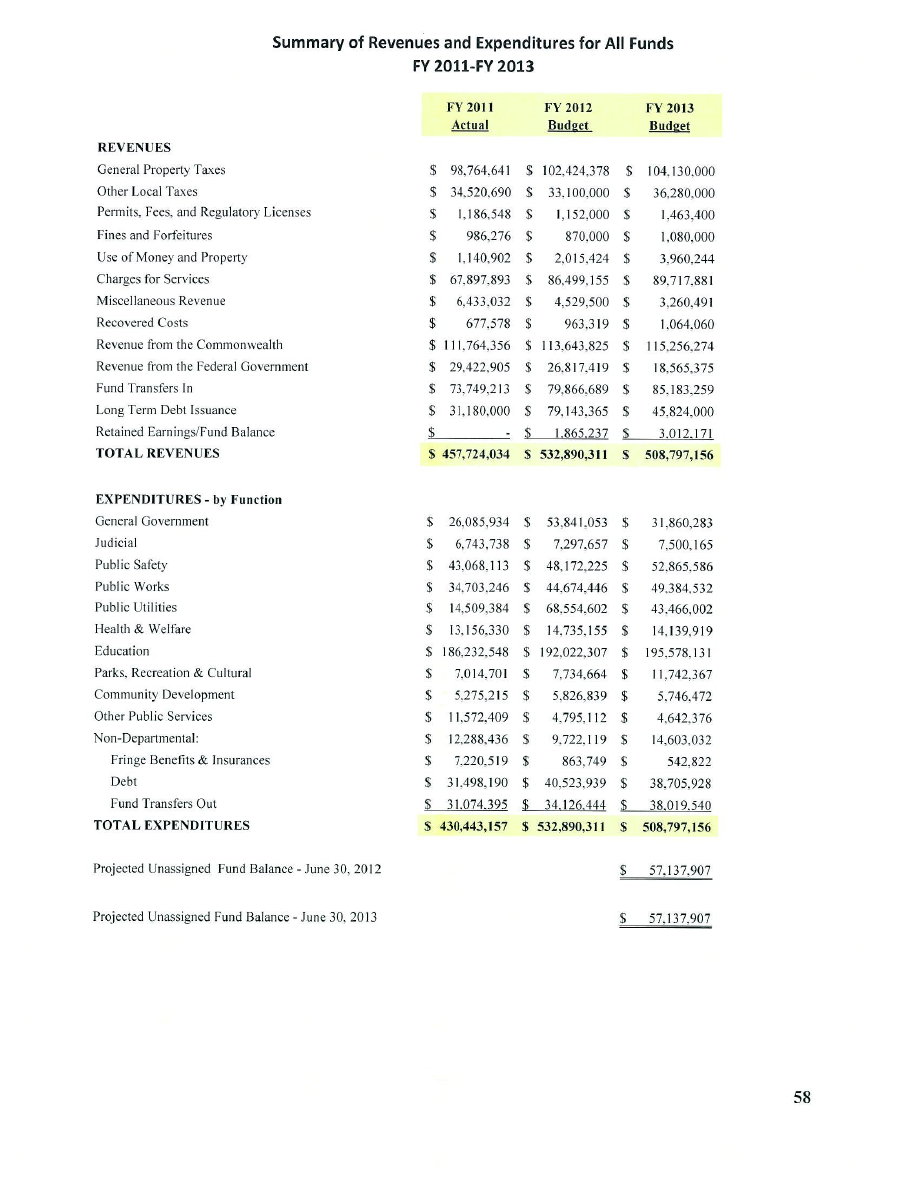 Summary of Revenues and Expenditures for All Funds
FY 2011-FY 2013
FY 2011 FY 2012 FY 2013
Actual Budget Budget
REVENUES
General Property Taxes $ 98,764,641 $ 102,424,378 $ 104,130,000
Other Local Taxes $ 34,520,690 $ 33,100,000 $ 36,280,000
Permits, Fees, and Regulatory Licenses $ 1,186,548 $ 1,152,000 $ 1,463,400
Fines and Forfeitures $ 986,276 $ 870,000 $ 1,080,000
Use of Money and Property $ 1,140,902 $ 2,015,424 $ 3,960,244
Charges for Services $ 67,897,893 $ 86,499,155 $ 89,717,881
Miscellaneous Revenue $ 6,433,032 $ 4,529,500 $ 3,260,491
Recovered Costs $ 677,578 $ 963,319 $ 1,064,060
Revenue from the Commonwealth $ 111,764,356 $ 113,643,825 $ 115,256,274
Revenue from the Federal Government $ 29,422,905 $ 26,817,419 $ 18,565,375
Fund Transfers In $ 73,749,213 $ 79,866,689 $ 85,183,259
Long Term Debt Issuance $ 31,180,000 $ 79,143,365 $ 45,824,000
Retained Earnings/Fund Balance $ - $ 1,865,237 $ 3,012,171
TOTAL REVENUES $ 457,724,034 $ 532,890,311 $ 508,797,156
EXPENDITURES - by Function
General Government $ 26,085,934 $ 53,841,053 $ 31,860,283
Judicial $ 6,743,738 $ 7,297,657 $ 7,500,165
Public Safety $ 43,068,113 $ 48,172,225 $ 52,865,586
Public Works $ 34,703,246 $ 44,674,446 $ 49,384,532
Public Utilities $ 14,509,384 $ 68,554,602 $ 43,466,002
Health & Welfare $ 13,156,330 $ 14,735,155 $ 14,139,919
Education $ 186,232,548 $ 192,022,307 $ 195,578,131
Parks, Recreation & Cultural $ 7,014,701 $ 7,734,664 $ 11,742,367
Community Development $ 5,275,215 $ 5,826,839 $ 5,746,472
Other Public Services $ 11,572,409 $ 4,795,112 $ 4,642,376
Non-Departmental: $ 12,288,436 $ 9,722,119 $ 14,603,032
Fringe Benefits & Insurances $ 7,220,519 $ 863,749 $ 542,822
Debt $ 31,498,190 $ 40,523,939 $ 38,705,928
Fund Transfers Out $ 31,074,395 $ 34,126,444 $ 38,019,540
TOTAL EXPENDITURES $ 430,443,157 $ 532,890,311 $ 508,797,156
Projected Unassigned Fund Balance - June 30, 2012 $ 57,137,907
Projected Unassigned Fund Balance - June 30, 2013 $ 57,137,907
58